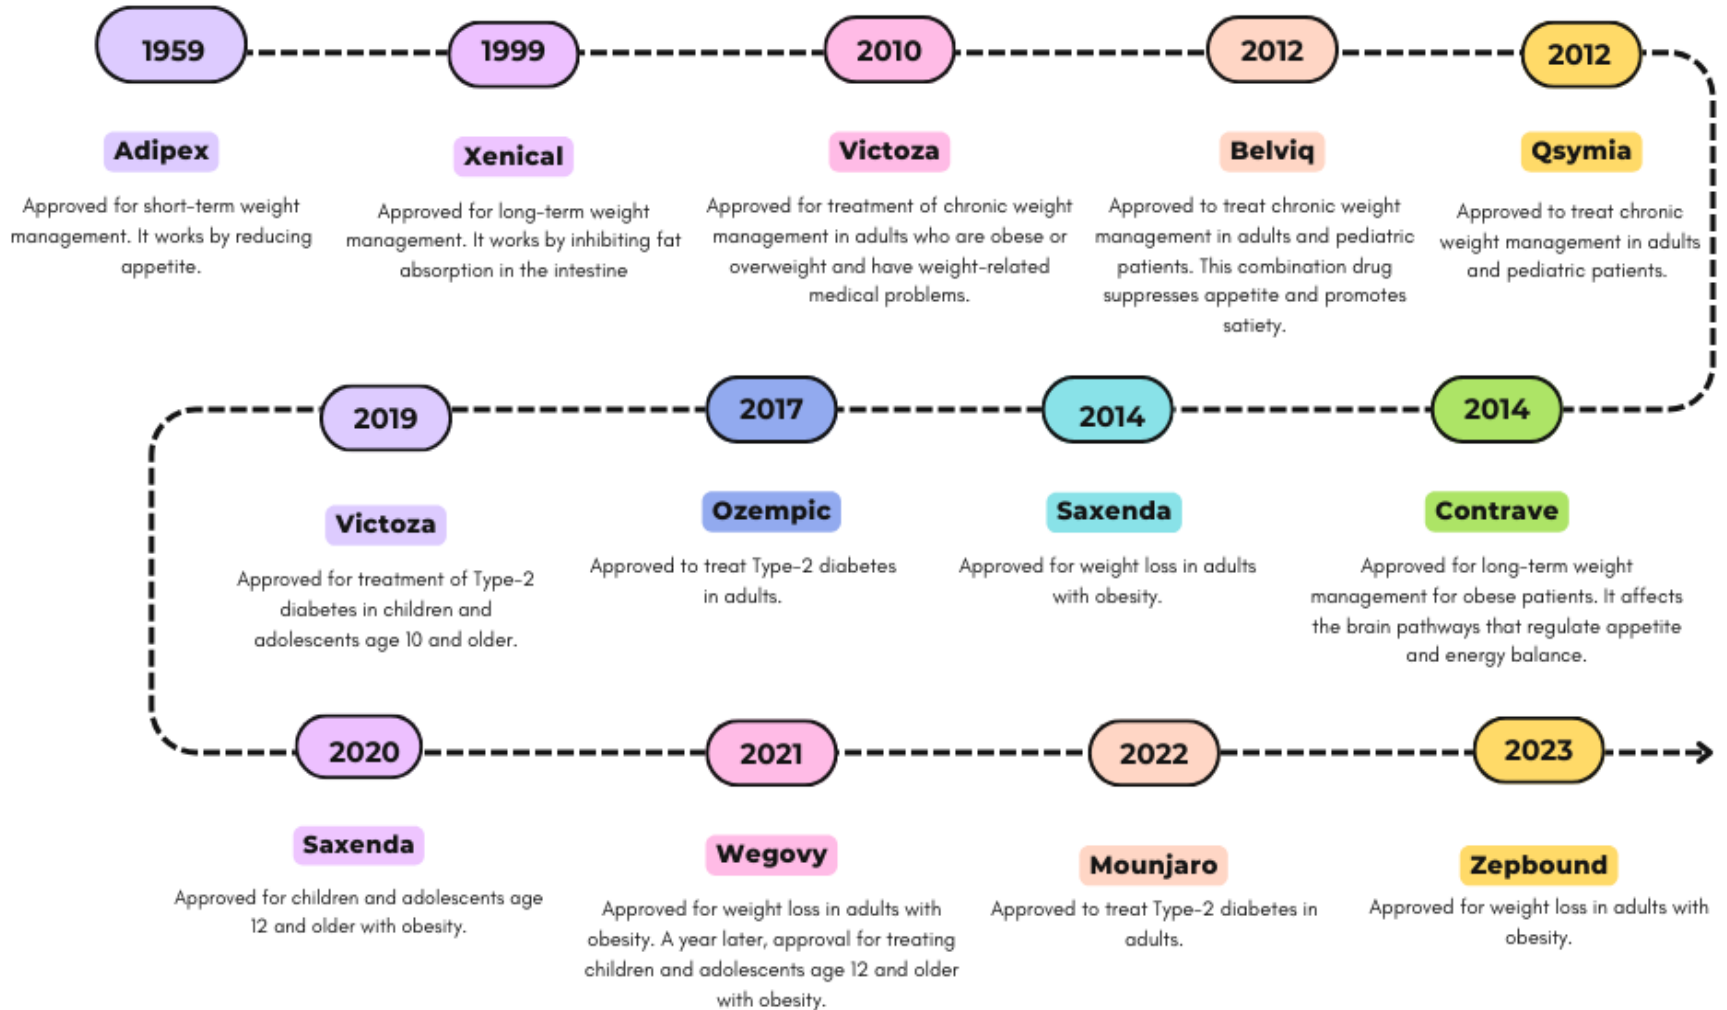 1959
Adipex
Approved for short-term weight
management. It works by reducing
appetite.
1999
Xenical
Approved for long-term weight
management. It works by inhibiting fat
absorption in the intestine
2010
Victoza
Approved for treatment of chronic weight
management in adults who are obese or
overweight and have weight-related
medical problems.
2012
Belviq
Approved to treat chronic weight
management in adults and pediatric
patients. This combination drug
suppresses appetite and promotes
satiety.
2012
Qsymia
Approved to treat chronic
weight management in adults
and pediatric patients.
2014
Contrave
Approved for long-term weight
management for obese patients. It affects
the brain pathways that regulate appetite
and energy balance.
2014
Saxenda
Approved for weight loss in adults
with obesity.
2017
Ozempic
Approved to treat Type-2 diabetes
in adults.
2019
Victoza
Approved for treatment of Type-2
diabetes in children and
adolescents age 10 and older.
2020
Saxenda
Approved for children and adolescents age
12 and older with obesity.
2021
Wegovy
Approved for weight loss in adults with
obesity. A year later, approval for treating
children and adolescents age 12 and older
with obesity.
2022
Mounjaro
Approved to treat Type-2 diabetes in
adults.
2023
Zepbound
Approved for weight loss in adults with
obesity.